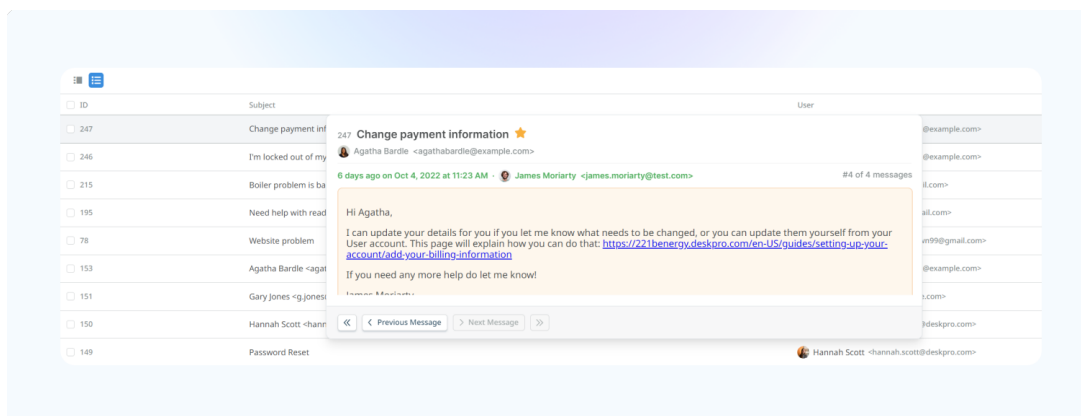 ID Subject User
247 Change payment inf @example.com>
246 I'm locked out of my @example.com>
215 Boiler problem is ba il.com>
195 Need help with read ail.com>
78 Website problem vn99@gmail.com>
153 Agatha Bardle <agat @example.com>
151 Gary Jones <g.jones( .com>
150 Hannah Scott <hann @deskpro.com>
149 Password Reset Hannah Scott <hannah.scott@deskpro.com>
247 Change payment information
Agatha Bardle <agathabardle@example.com>
6 days ago on Oct 4, 2022 at 11:23 AM - James Moriarty <james.moriarty@test.com> #4 of 4 messages
Hi Agatha,
I can update your details for you if you let me know what needs to be changed, or you can update them yourself from your
User account. This page will explain how you can do that: https://221benergy.deskpro.com/en-US/guides/setting-up-your-
account/add-your-billing-information
If you need any more help do let me know!
James Moriarty
Previous Message Next Message